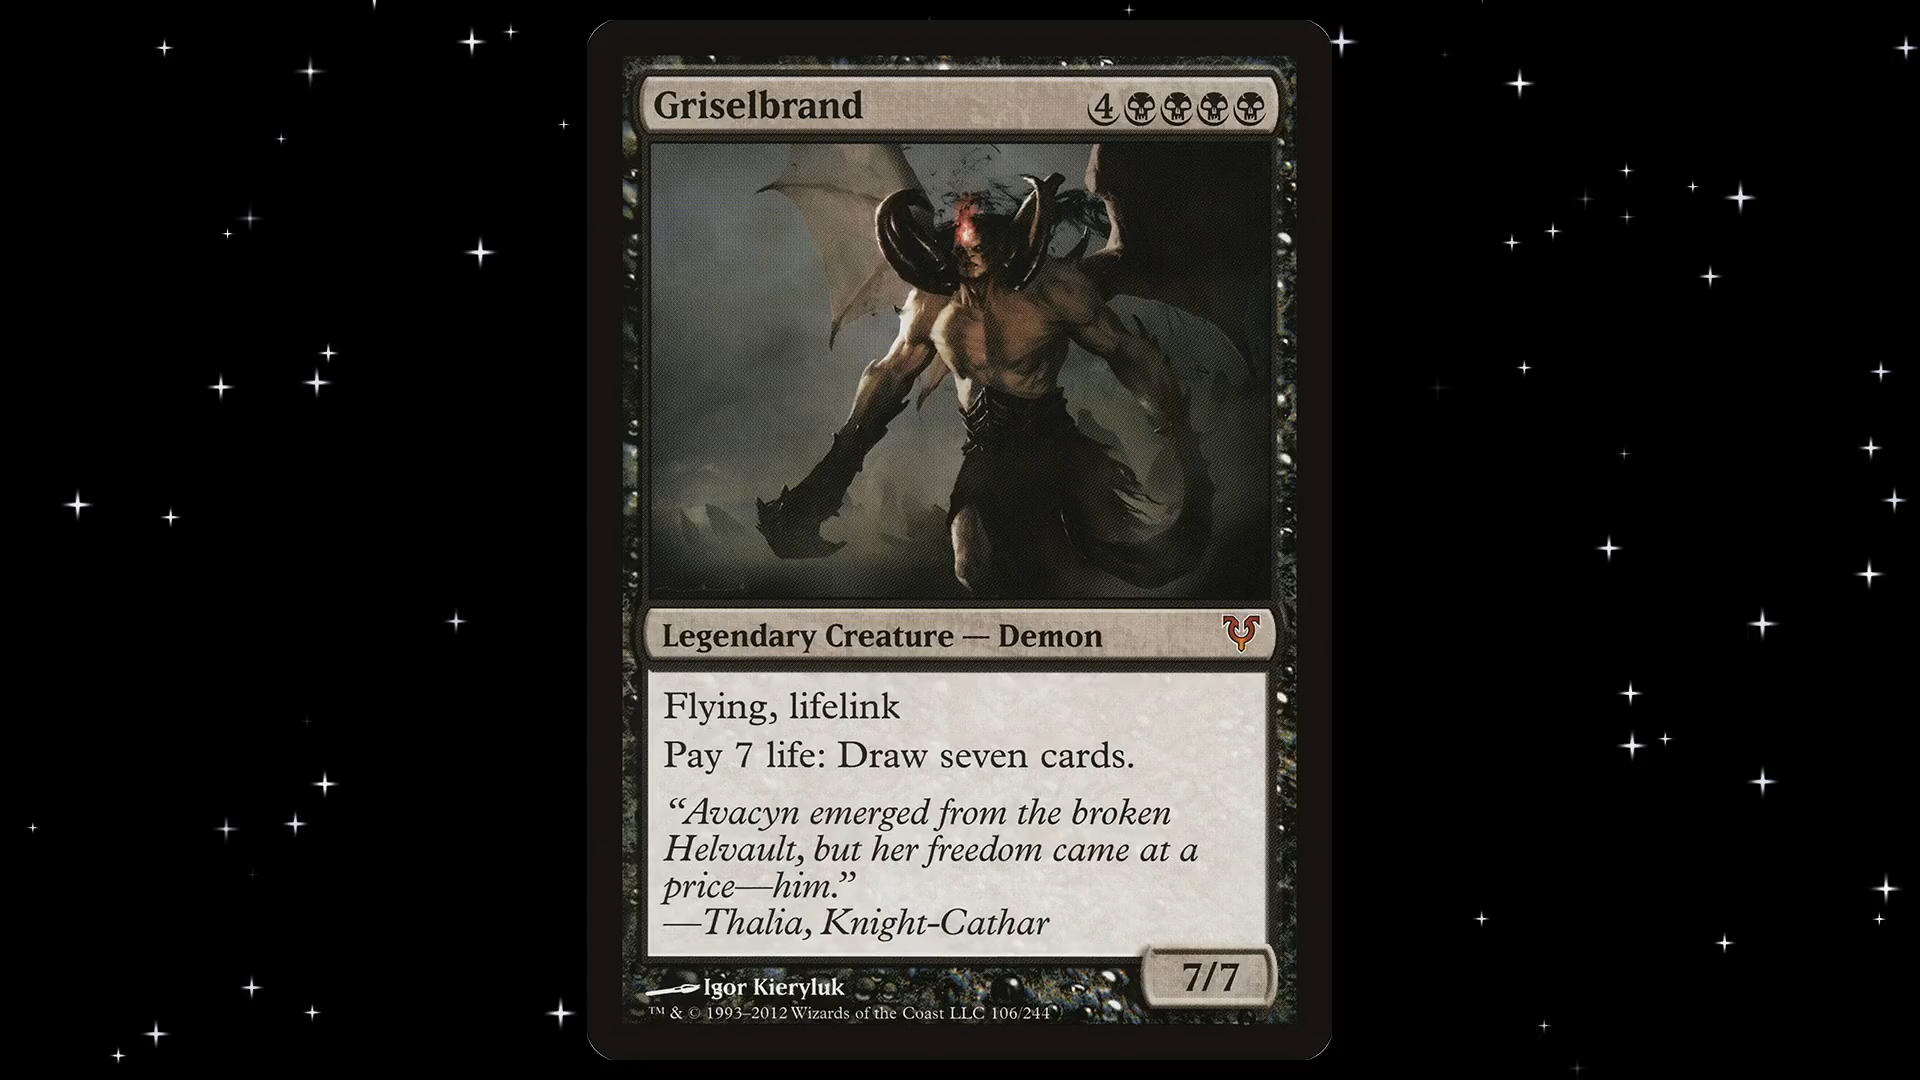 Griselbrand 4
Legendary Creature — Demon
Flying, lifelink
Pay 7 life: Draw seven cards.
“Avacyn emerged from the broken
Helvault, but her freedom came at a
price—him.”
—Thalia, Knight-Cathar
7/7
Igor Kieryluk
™ & © 1993–2012 Wizards of the Coast LLC 106/244